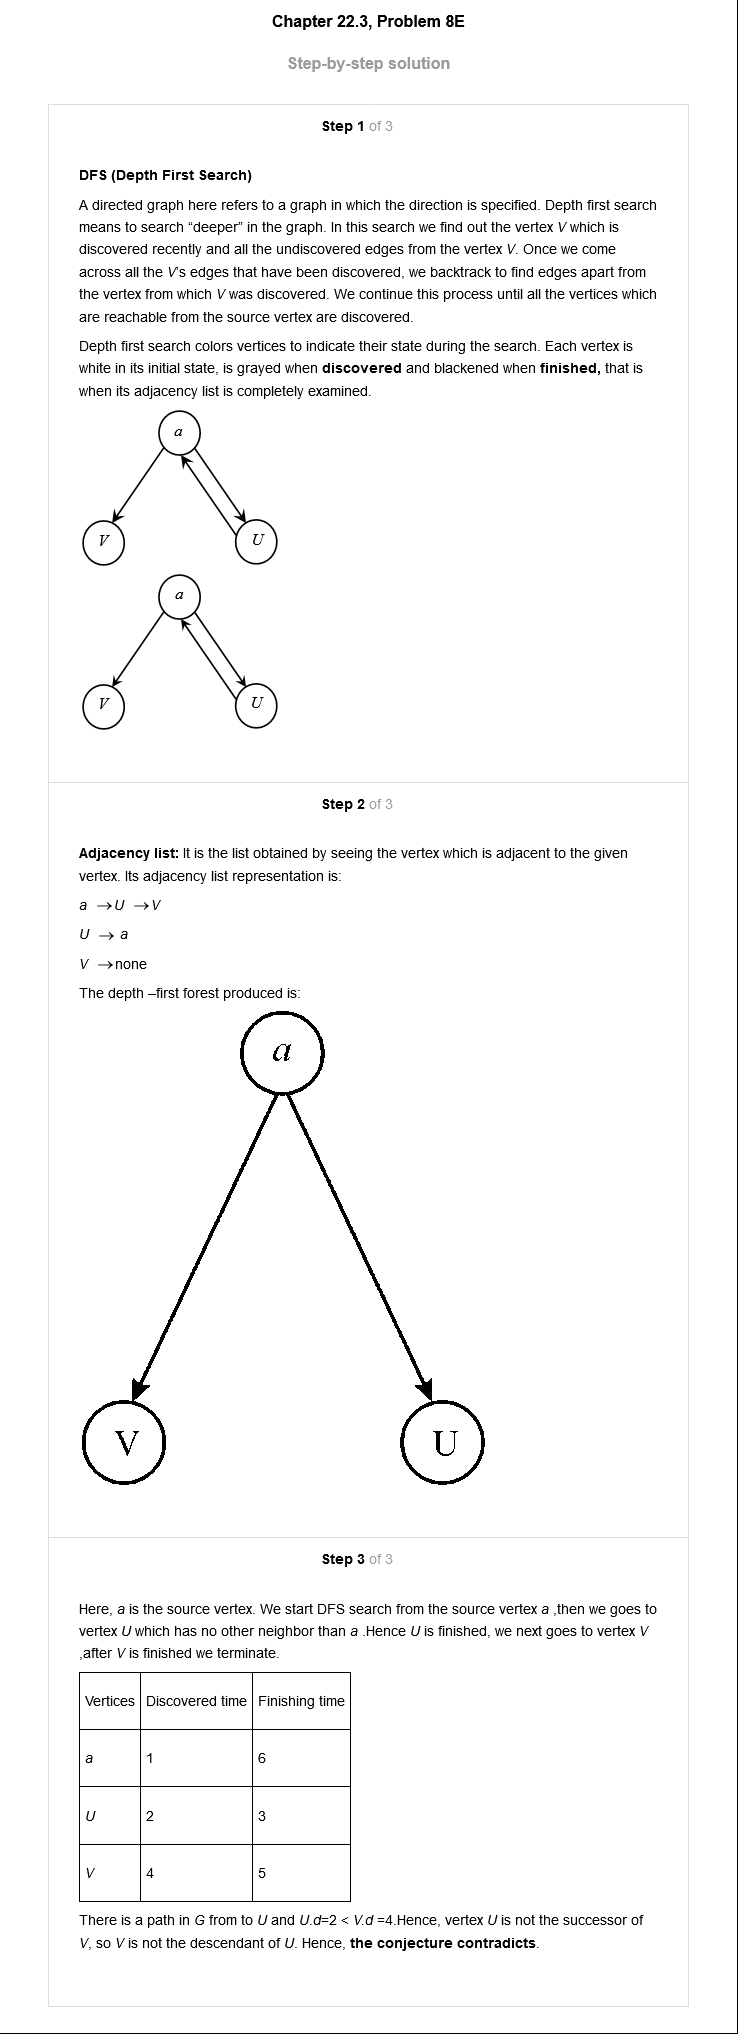 Chapter 22.3, Problem 8E
Step-by-step solution
Step 1 of 3
DFS (Depth First Search)
A directed graph here refers to a graph in which the direction is specified. Depth first search
means to search “deeper” in the graph. In this search we find out the vertex V which is
discovered recently and all the undiscovered edges from the vertex V. Once we come
across all the V's edges that have been discovered, we backtrack to find edges apart from
the vertex from which V was discovered. We continue this process until all the vertices which
are reachable from the source vertex are discovered.
Depth first search colors vertices to indicate their state during the search. Each vertex is
white in its initial state, is grayed when discovered and blackened when finished, that is
when its adjacency list is completely examined.
a
V U
a
V U
Step 2 of 3
Adjacency list: It is the list obtained by seeing the vertex which is adjacent to the given
vertex. Its adjacency list representation is:
a →U →V
U → a
V →none
The depth –first forest produced is:
a
V U
Step 3 of 3
Here, a is the source vertex. We start DFS search from the source vertex a ,then we goes to
vertex U which has no other neighbor than a .Hence U is finished, we next goes to vertex V
,after V is finished we terminate.
Vertices Discovered time Finishing time
a 1 6
U 2 3
V 4 5
There is a path in G from to U and U.d=2 < V.d =4.Hence, vertex U is not the successor of
V, so V is not the descendant of U. Hence, the conjecture contradicts.